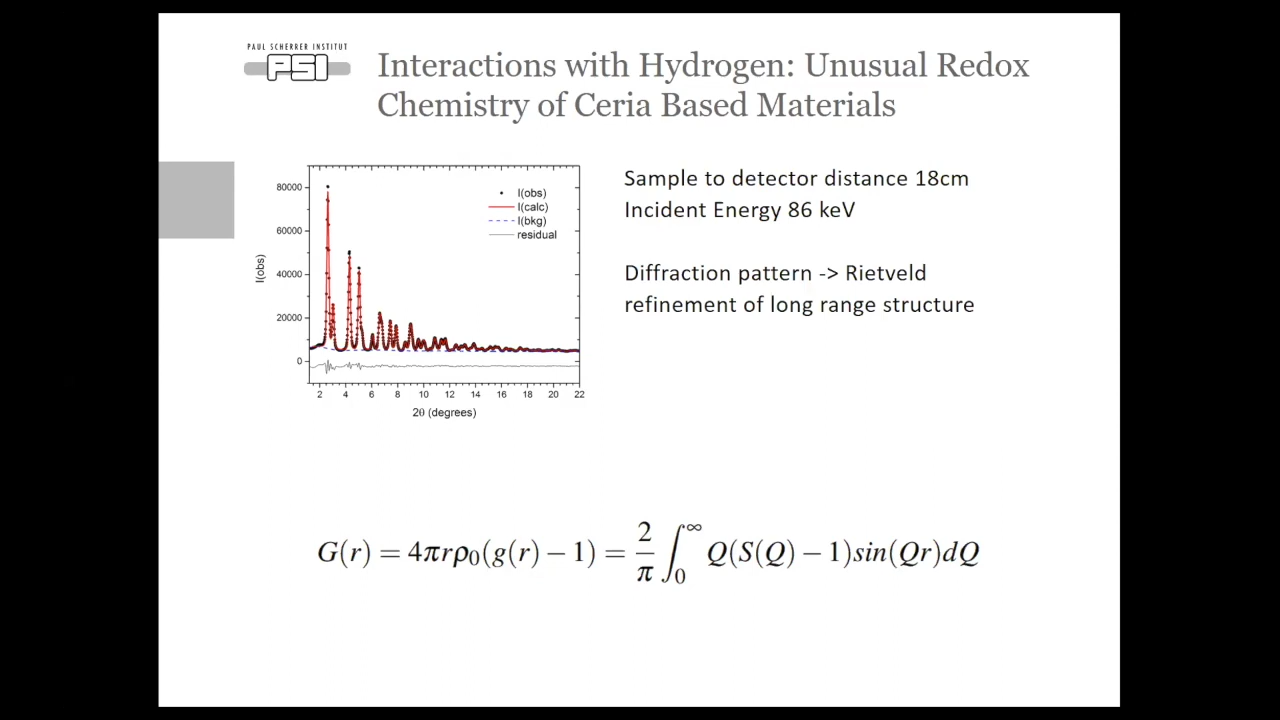 PAUL SCHERRER INSTITUT
PSI
Interactions with Hydrogen: Unusual Redox
Chemistry of Ceria Based Materials
Sample to detector distance 18cm
Incident Energy 86 keV
Diffraction pattern -> Rietveld
refinement of long range structure
I(obs)
80000
60000
40000
20000
0
I(obs)
I(calc)
I(bkg)
residual
2 4 6 8 10 12 14 16 18 20 22
2θ (degrees)
G(r) = 4πrρ₀(g(r) − 1) = 2/π ∫₀^∞ Q(S(Q) − 1)sin(Qr)dQ